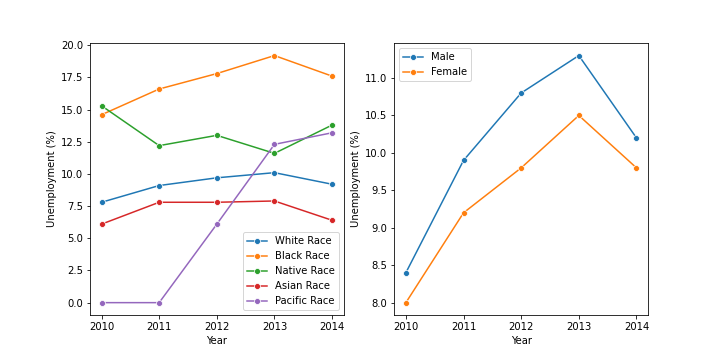 20.0
17.5
15.0
12.5
10.0
7.5
5.0
2.5
0.0
Unemployment (%)
2010 2011 2012 2013 2014
Year
White Race
Black Race
Native Race
Asian Race
Pacific Race
11.0
10.5
10.0
9.5
9.0
8.5
8.0
Unemployment (%)
2010 2011 2012 2013 2014
Year
Male
Female